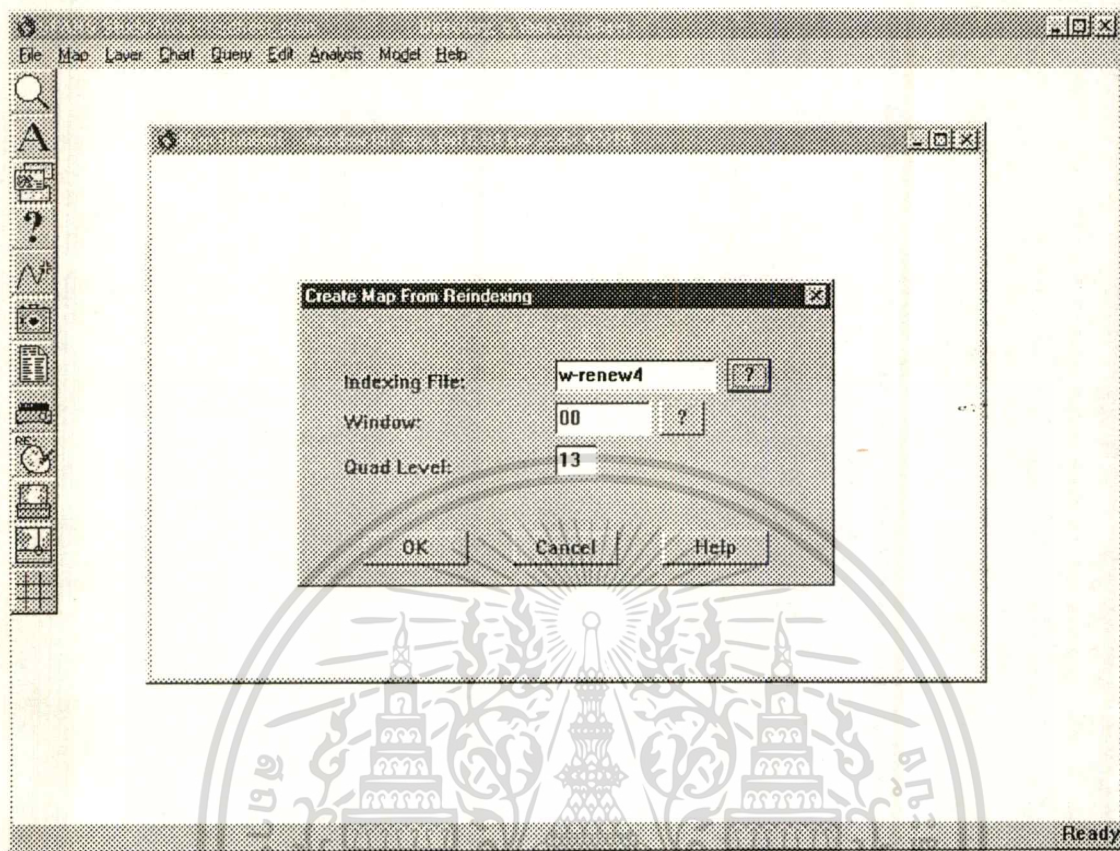 File Map Layer Chart Query Edit Analysis Model Help
Create Map From Reindexing
Indexing File: w-renew4 ?
Window: 00 ?
Quad Level: 13
OK Cancel Help
Ready